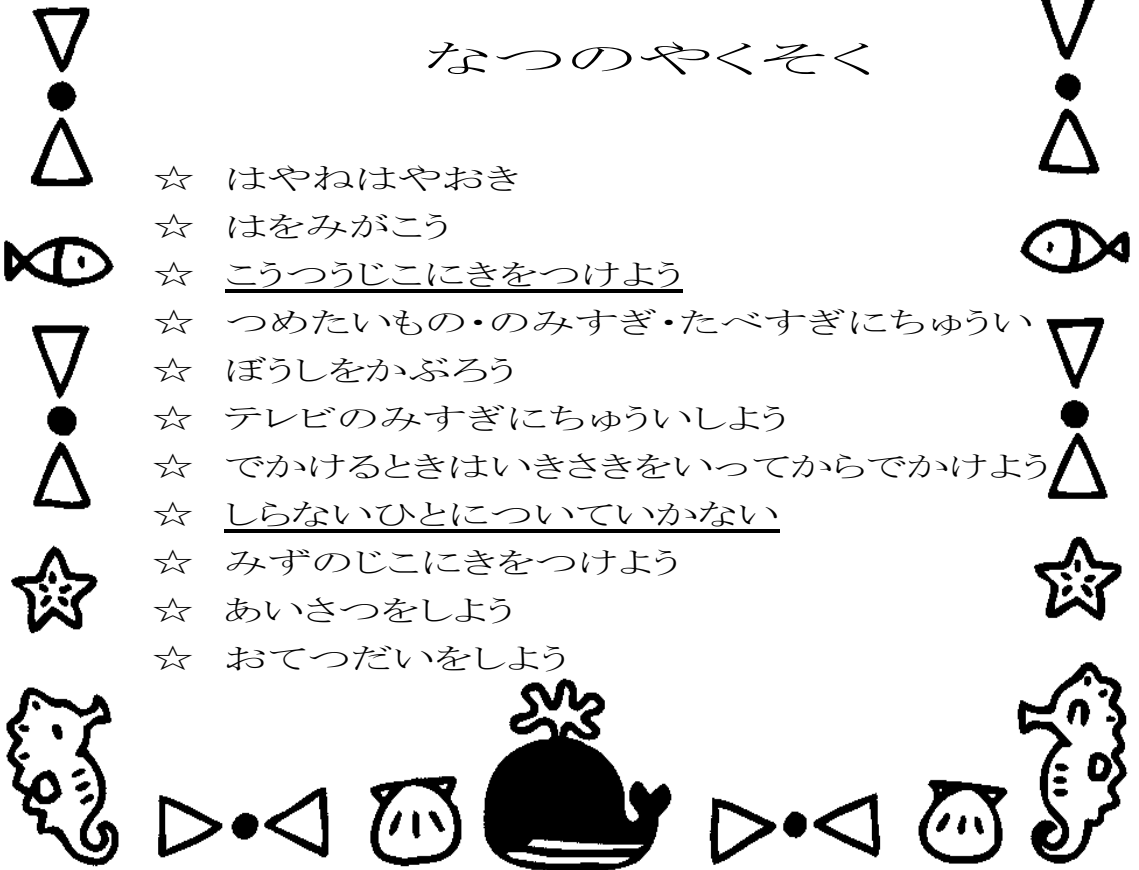 なつのやくそく
☆ はやねはやおき
☆ はをみがこう
☆ こうつうじこにきをつけよう
☆ つめたいもの・のみすぎ・たべすぎにちゅうい
☆ ぼうしをかぶろう
☆ テレビのみすぎにちゅういしよう
☆ でかけるときはいきさきをいってからでかけよう
☆ しらないひとについていかない
☆ みずのじこにきをつけよう
☆ あいさつをしよう
☆ おてつだいをしよう